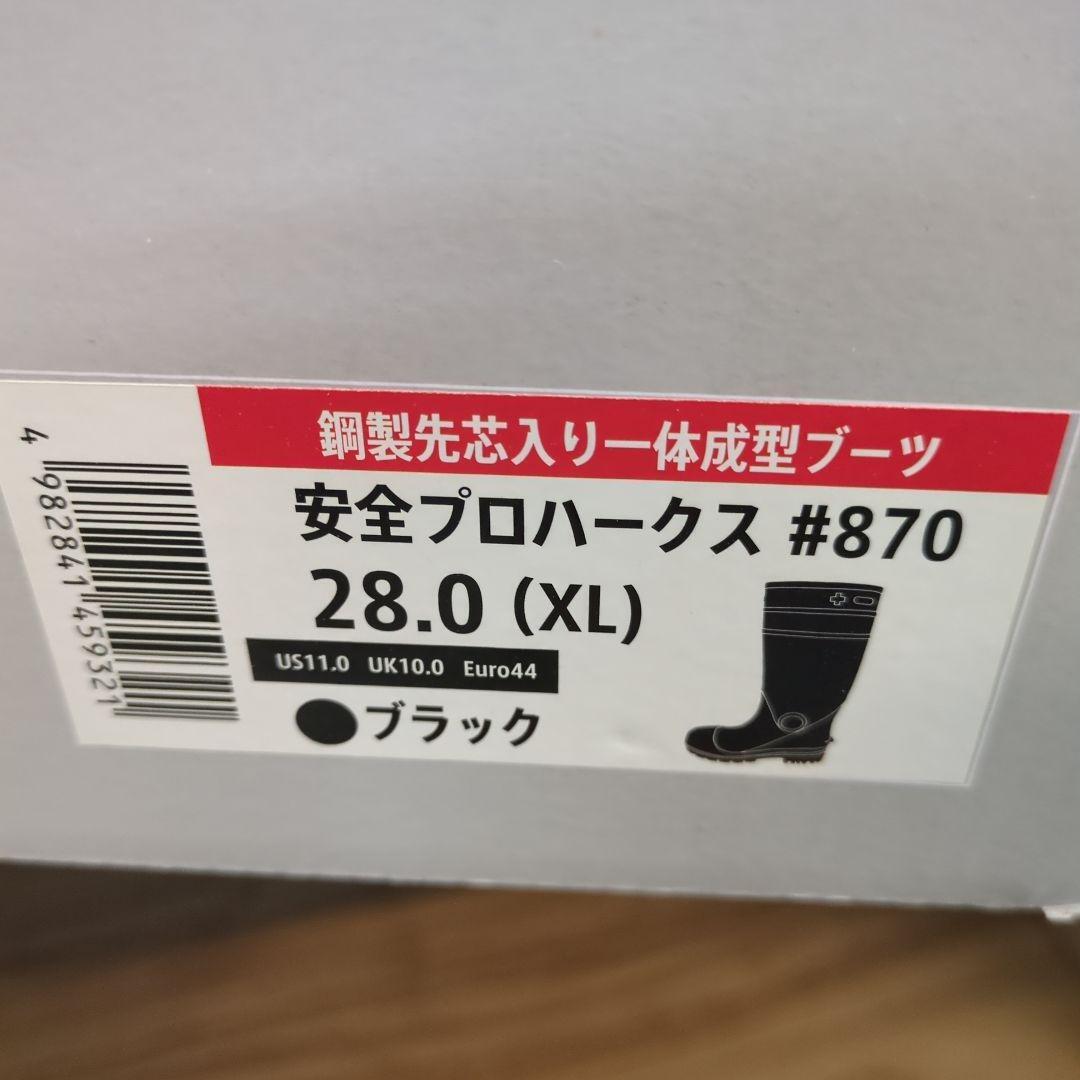 鋼製先芯入り一体成型ブーツ
安全プロハークス #870
28.0 (XL)
US11.0 UK10.0 Euro44
ブラック
4 982841 459321